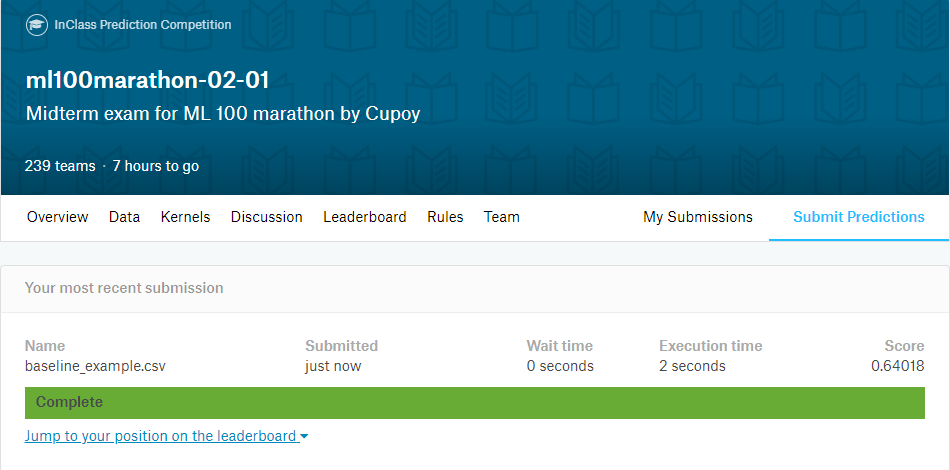 InClass Prediction Competition
ml100marathon-02-01
Midterm exam for ML 100 marathon by Cupoy
239 teams · 7 hours to go
Overview Data Kernels Discussion Leaderboard Rules Team My Submissions Submit Predictions
Your most recent submission
Name Submitted Wait time Execution time Score
baseline_example.csv just now 0 seconds 2 seconds 0.64018
Complete
Jump to your position on the leaderboard